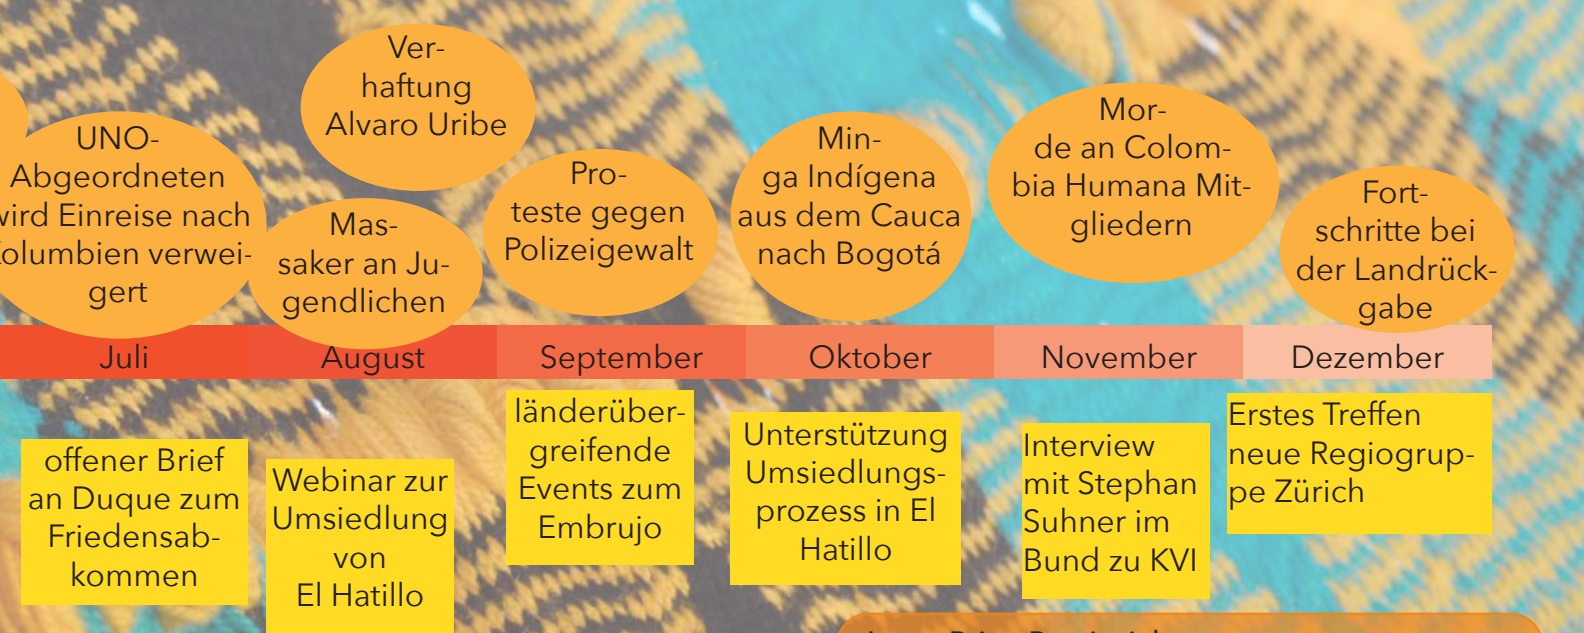 UNO-
Abgeordneten
wird Einreise nach
Kolumbien verwei-
gert
Ver-
haftung
Alvaro Uribe
Mas-
saker an Ju-
gendlichen
Pro-
teste gegen
Polizeigewalt
Min-
ga Indígena
aus dem Cauca
nach Bogotá
Mor-
de an Colom-
bia Humana Mit-
gliedern
Fort-
schritte bei
der Landrück-
gabe
Juli
August
September
Oktober
November
Dezember
offener Brief
an Duque zum
Friedensab-
kommen
Webinar zur
Umsiedlung
von
El Hatillo
länderüber-
greifende
Events zum
Embrujo
Unterstützung
Umsiedlungs-
prozess in El
Hatillo
Interview
mit Stephan
Suhner im
Bund zu KVI
Erstes Treffen
neue Regiogrup-
pe Zürich